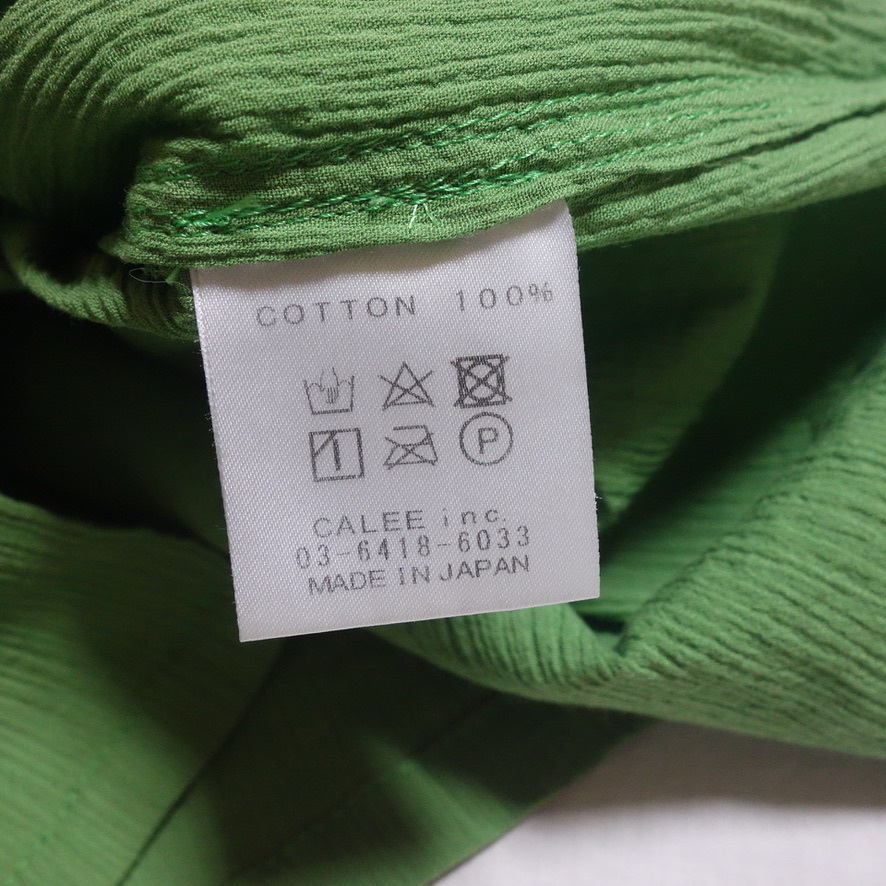 COTTON 100%
P
CALEE inc.
03-6418-6033
MADE IN JAPAN